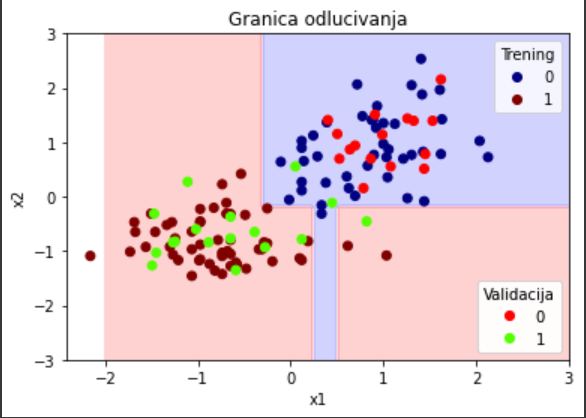 Granica odlucivanja
3
2
1
0
−1
−2
−3
x2
Trening
0
1
Validacija
0
1
−2 −1 0 1 2 3
x1